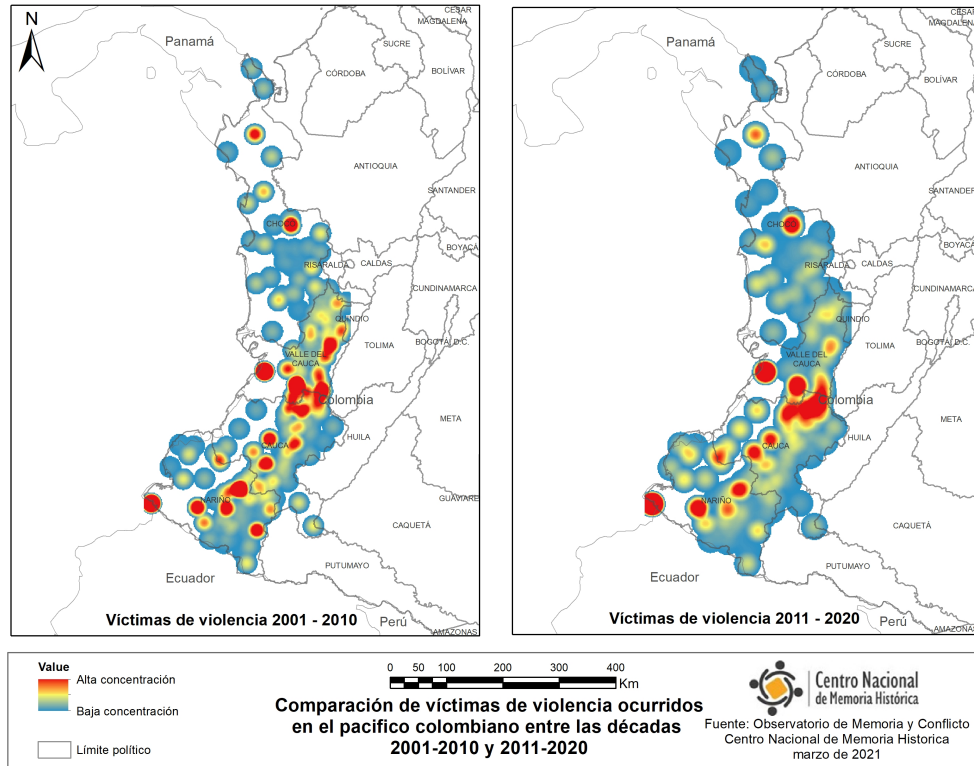 N
Panamá
CESAR
MAGDALENA
SUCRE
CÓRDOBA
BOLÍVAR
ANTIOQUIA
SANTANDER
CHOCÓ
BOYACÁ
RISARALDA
CALDAS
CUNDINAMARCA
QUINDIO
BOGOTÁ, D.C.
TOLIMA
VALLE DEL
CAUCA
Colombia
META
HUILA
CAUCA
NARIÑO
GUAVIARE
CAQUETÁ
PUTUMAYO
Ecuador
Víctimas de violencia 2001 - 2010
Perú
AMAZONAS
Panamá
CESAR
MAGDALENA
SUCRE
CÓRDOBA
BOLÍVAR
ANTIOQUIA
SANTANDER
CHOCÓ
BOYACÁ
RISARALDA
CALDAS
CUNDINAMARCA
QUINDIO
BOGOTÁ, D.C.
TOLIMA
VALLE DEL
CAUCA
Colombia
META
HUILA
CAUCA
NARIÑO
GUAVIARE
CAQUETÁ
PUTUMAYO
Ecuador
Víctimas de violencia 2011 - 2020
Perú
AMAZONAS
Value
Alta concentración
Baja concentración
Límite político
0 50 100 200 300 400
Km
Comparación de víctimas de violencia ocurridos
en el pacifico colombiano entre las décadas
2001-2010 y 2011-2020
Centro Nacional
de Memoria Histórica
Fuente: Observatorio de Memoria y Conflicto
Centro Nacional de Memoria Historica
marzo de 2021